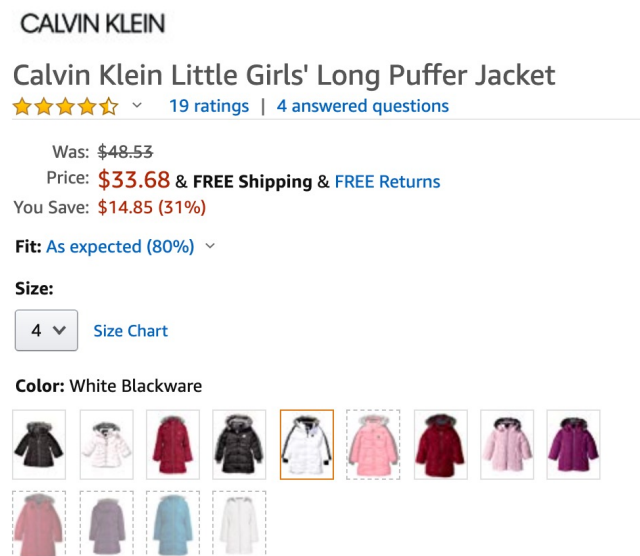 CALVIN KLEIN
Calvin Klein Little Girls' Long Puffer Jacket
19 ratings | 4 answered questions
Was: $48.53
Price: $33.68 & FREE Shipping & FREE Returns
You Save: $14.85 (31%)
Fit: As expected (80%)
Size:
4 Size Chart
Color: White Blackware